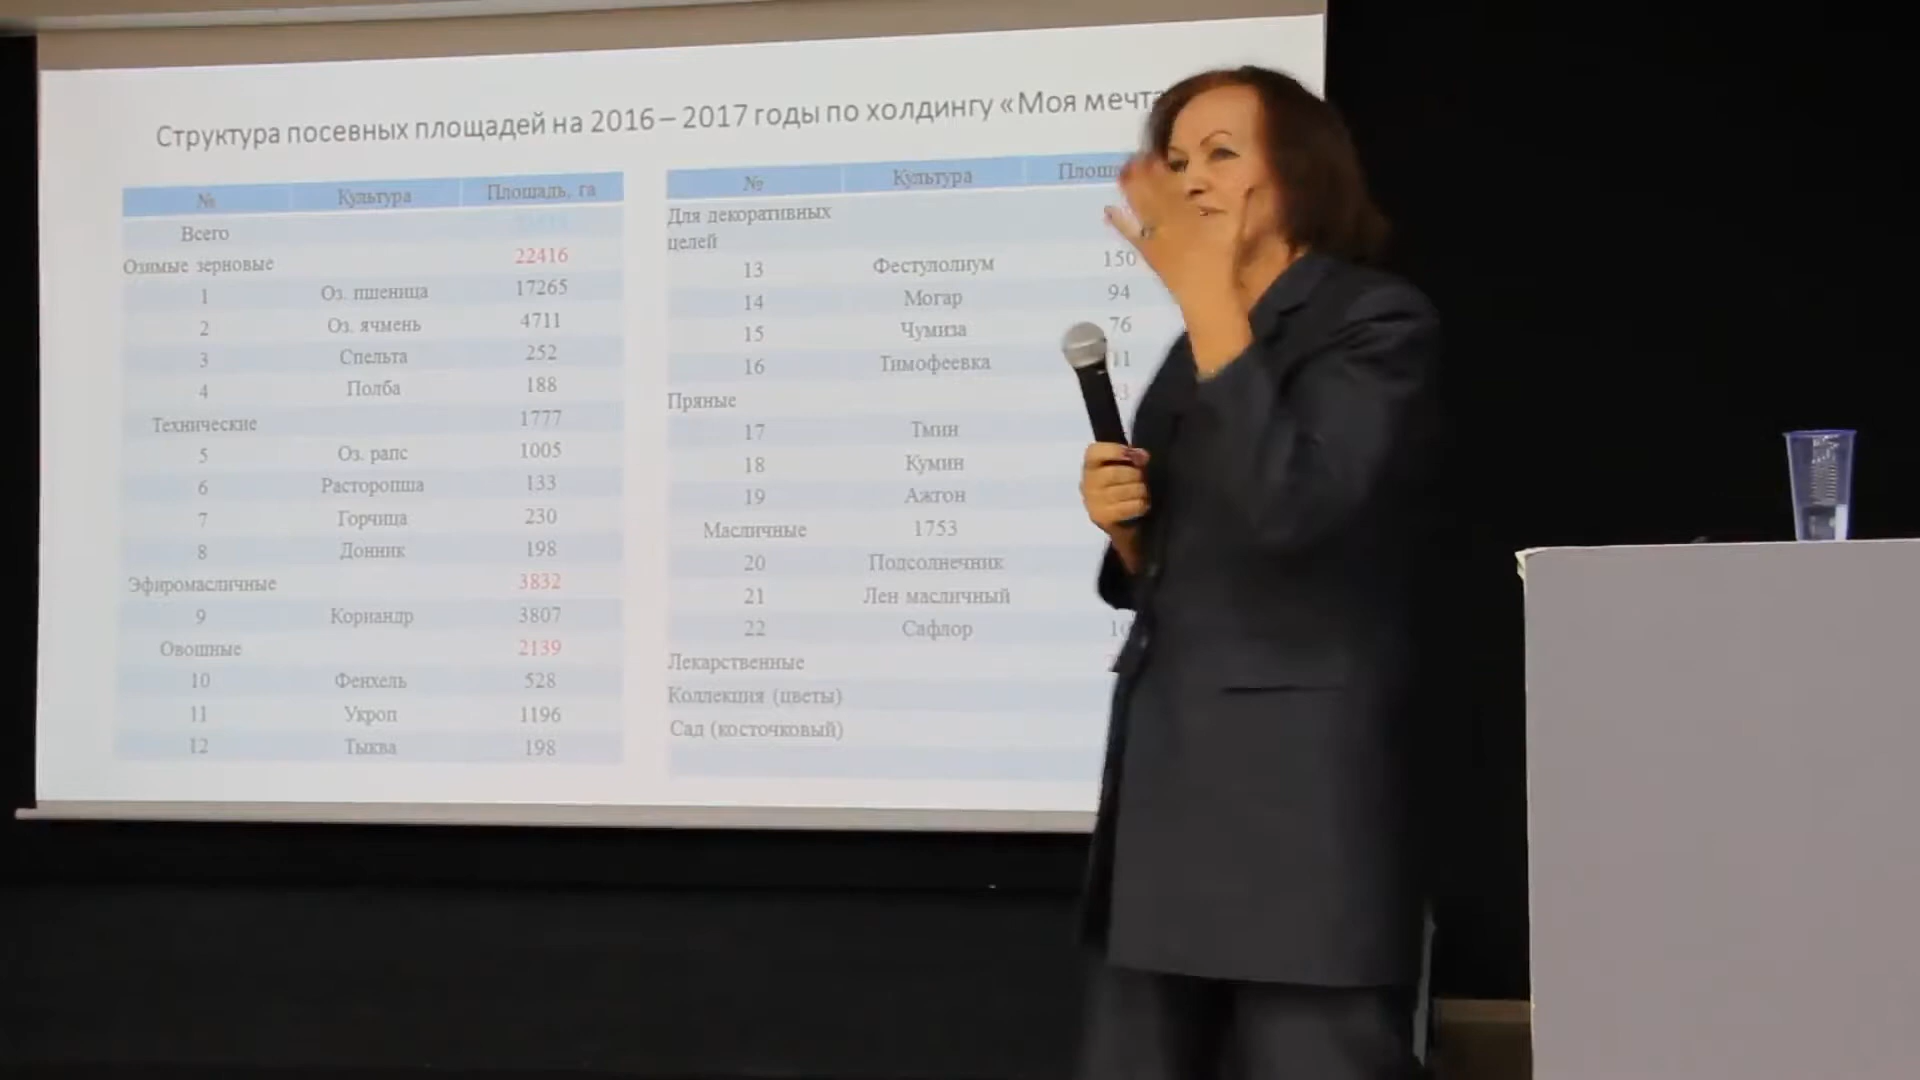 Структура посевных площадей на 2016 – 2017 годы по холдингу «Моя мечта
№ Культура Площадь, га
Всего
Озимые зерновые 22416
1 Оз. пшеница 17265
2 Оз. ячмень 4711
3 Спельта 252
4 Полба 188
Технические 1777
5 Оз. рапс 1005
6 Расторопша 133
7 Горчица 230
8 Донник 198
Эфиромасличные 3832
9 Кориандр 3807
Овощные 2139
10 Фенхель 528
11 Укроп 1196
12 Тыква 198
№ Культура
Для декоративных
целей
13 Фестулолиум 150
14 Могар 94
15 Чумиза 76
16 Тимофеевка
Пряные
17 Тмин
18 Кумин
19 Ажгон
Масличные 1753
20 Подсолнечник
21 Лен масличный
22 Сафлор
Лекарственные
Коллекция (цветы)
Сад (косточковый)